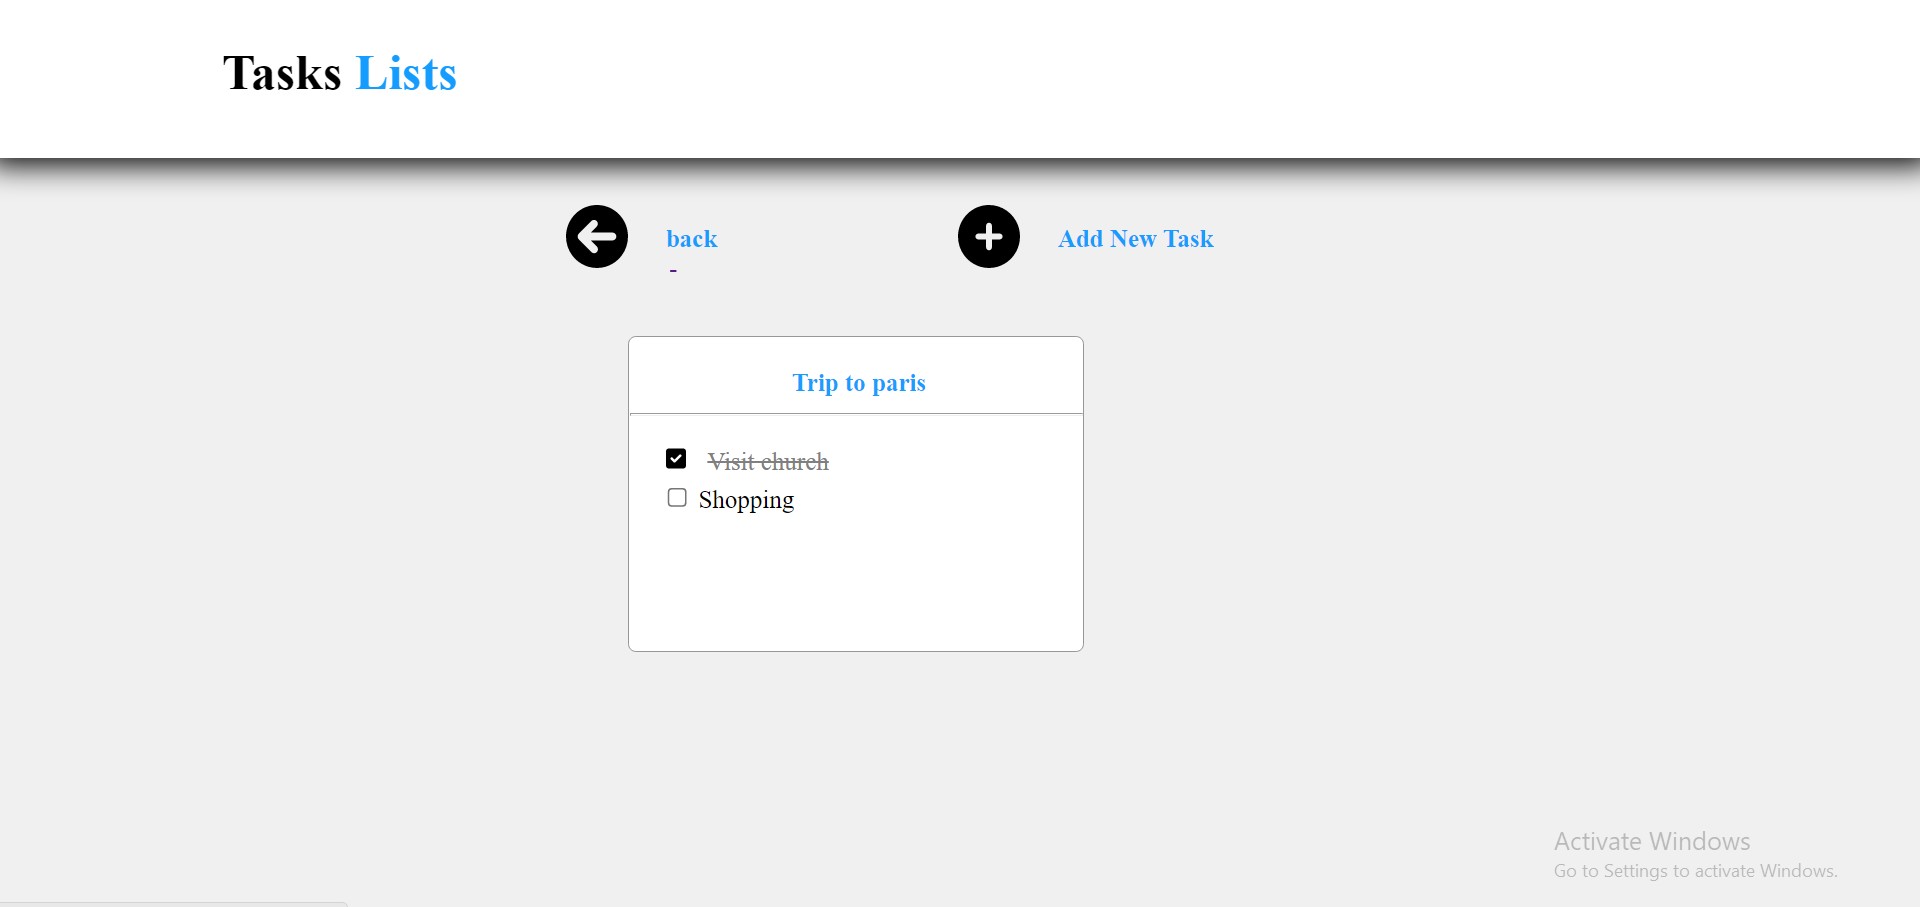 Tasks Lists
back
-
Add New Task
Trip to paris
Visit church
Shopping
Activate Windows
Go to Settings to activate Windows.